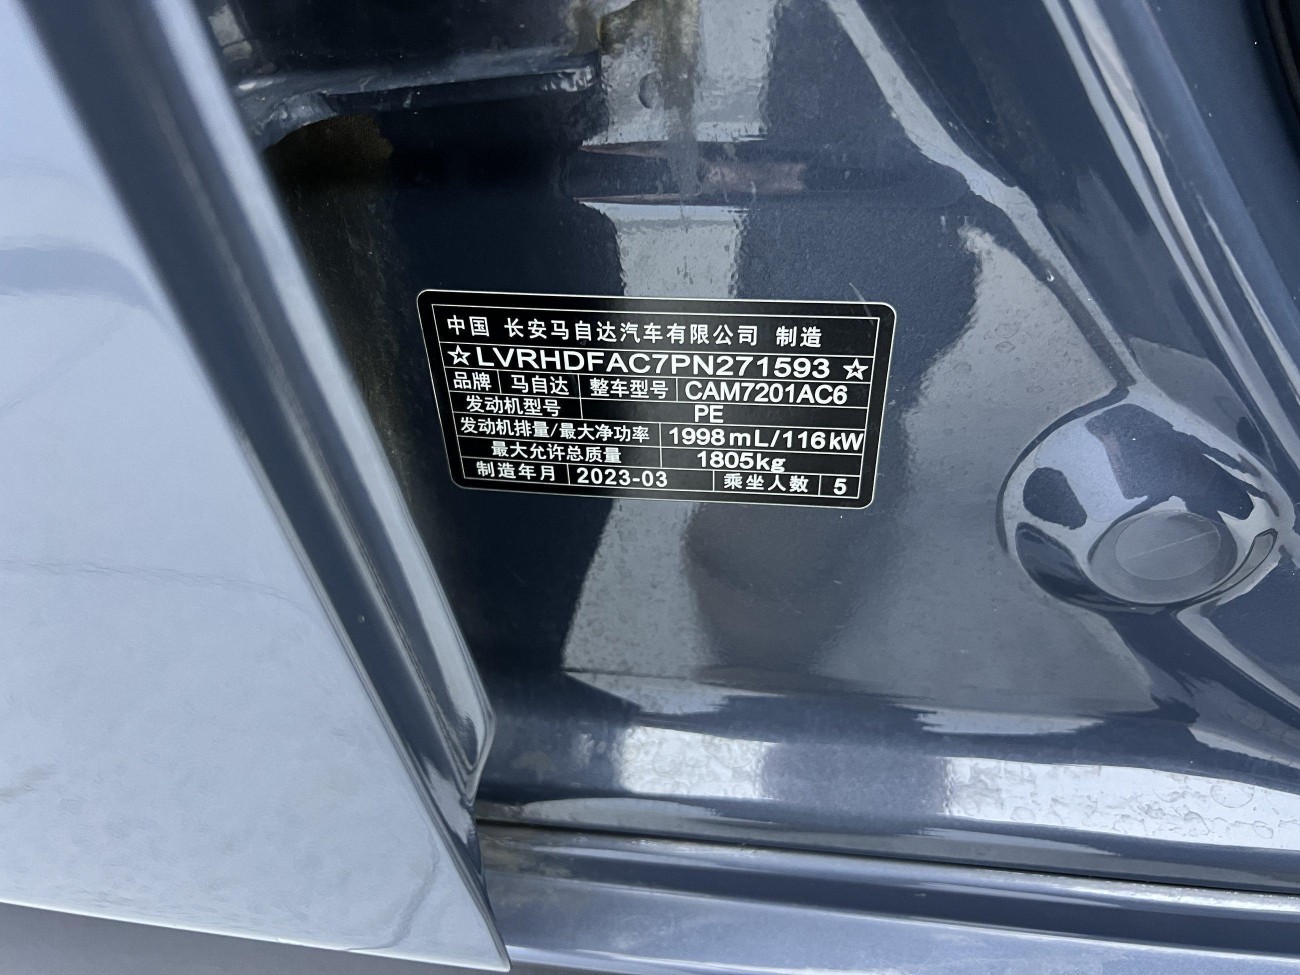 中国 长安马自达汽车有限公司 制造
☆LVRHDFAC7PN271593☆
品牌 马自达 整车型号 CAM7201AC6
发动机型号 PE
发动机排量/最大净功率 1998mL/116kW
最大允许总质量 1805kg
制造年月 2023-03 乘坐人数 5